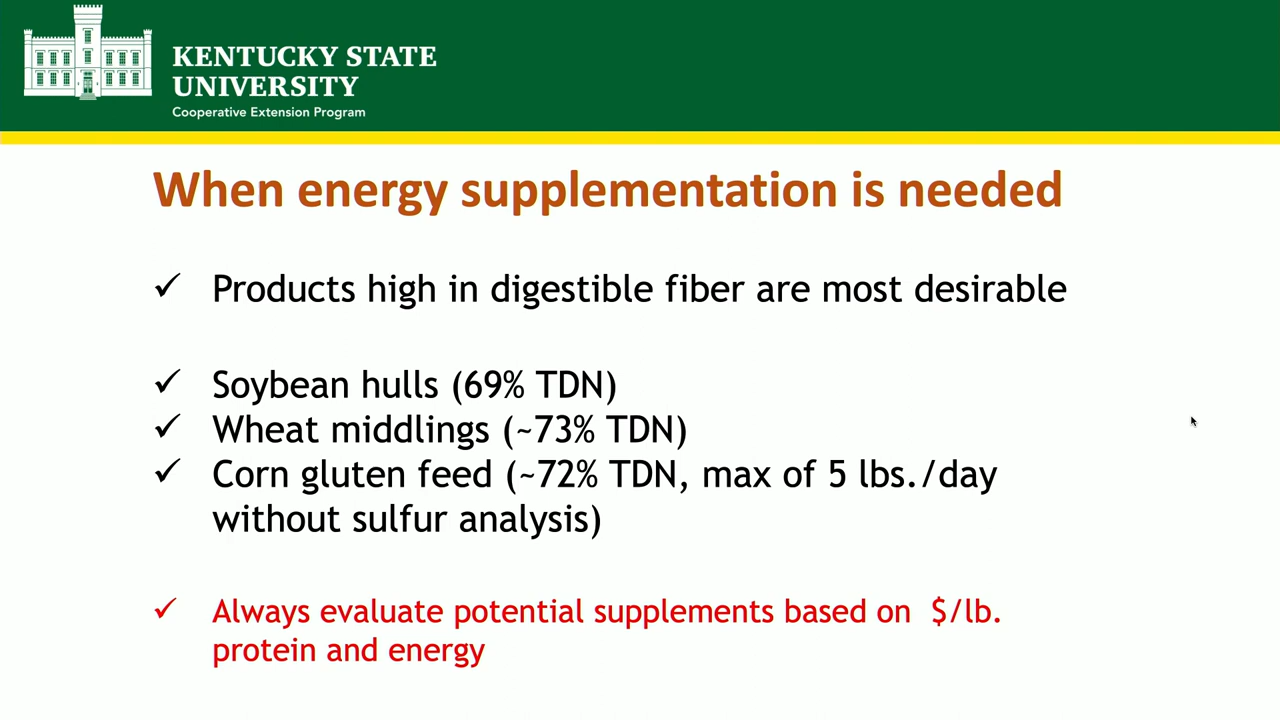 KENTUCKY STATE
UNIVERSITY
Cooperative Extension Program
When energy supplementation is needed
✓ Products high in digestible fiber are most desirable
✓ Soybean hulls (69% TDN)
✓ Wheat middlings (~73% TDN)
✓ Corn gluten feed (~72% TDN, max of 5 lbs./day
without sulfur analysis)
✓ Always evaluate potential supplements based on  $/lb.
protein and energy